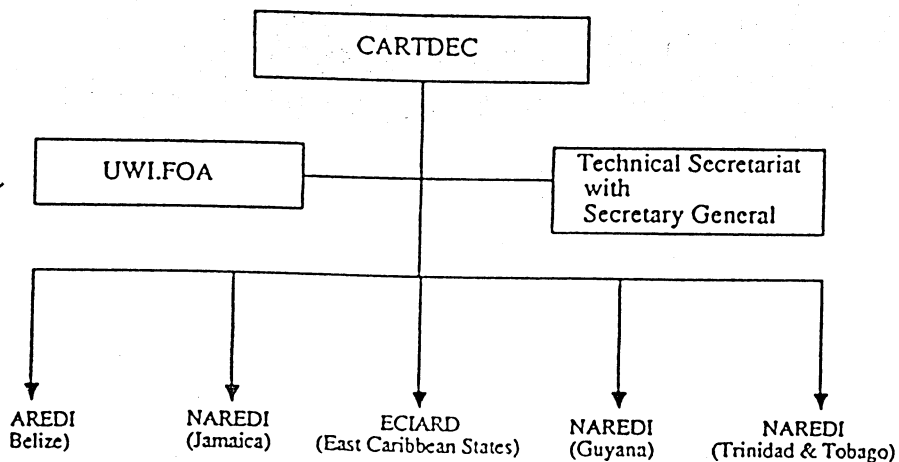 CARTDEC
UWI.FOA
Technical Secretariat
with
Secretary General
AREDI
Belize)
NAREDI
(Jamaica)
ECIARD
(East Caribbean States)
NAREDI
(Guyana)
NAREDI
(Trinidad & Tobago)